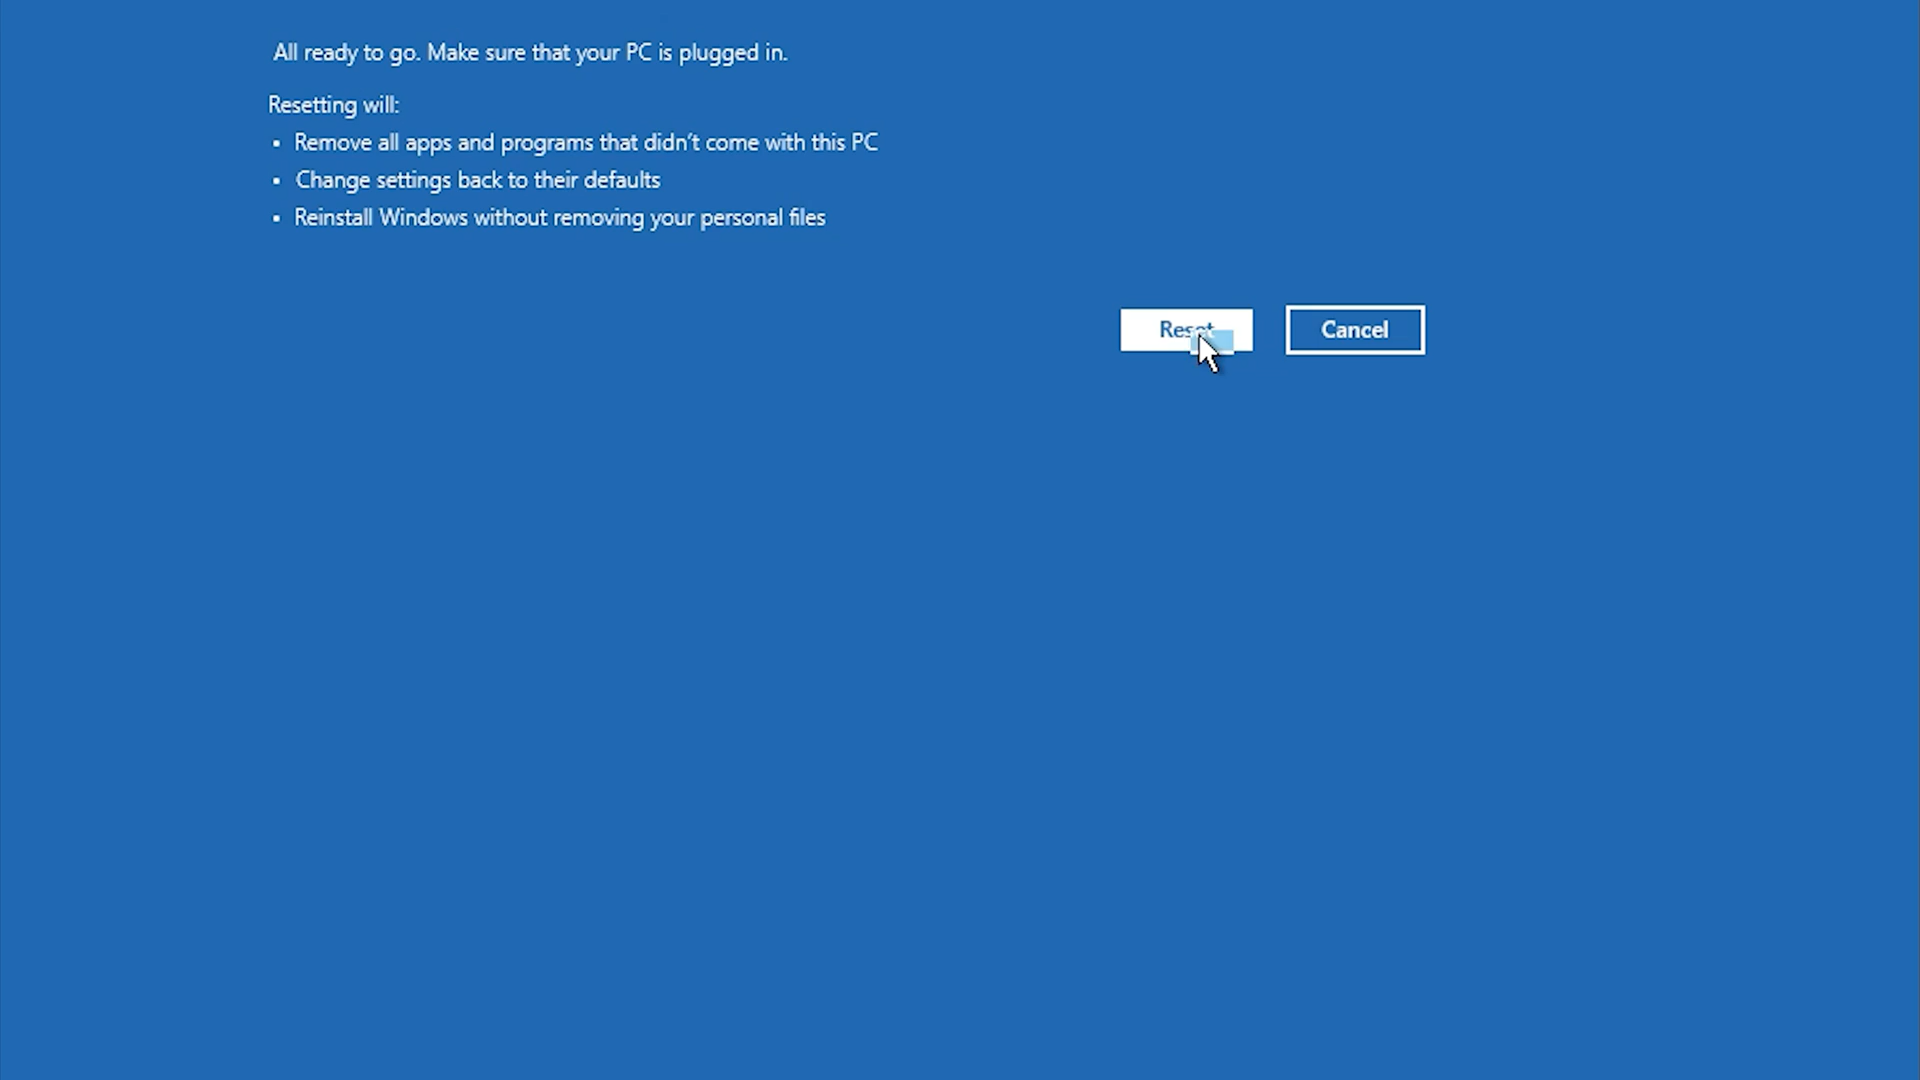 All ready to go. Make sure that your PC is plugged in.
Resetting will:
• Remove all apps and programs that didn't come with this PC
• Change settings back to their defaults
• Reinstall Windows without removing your personal files
Reset
Cancel